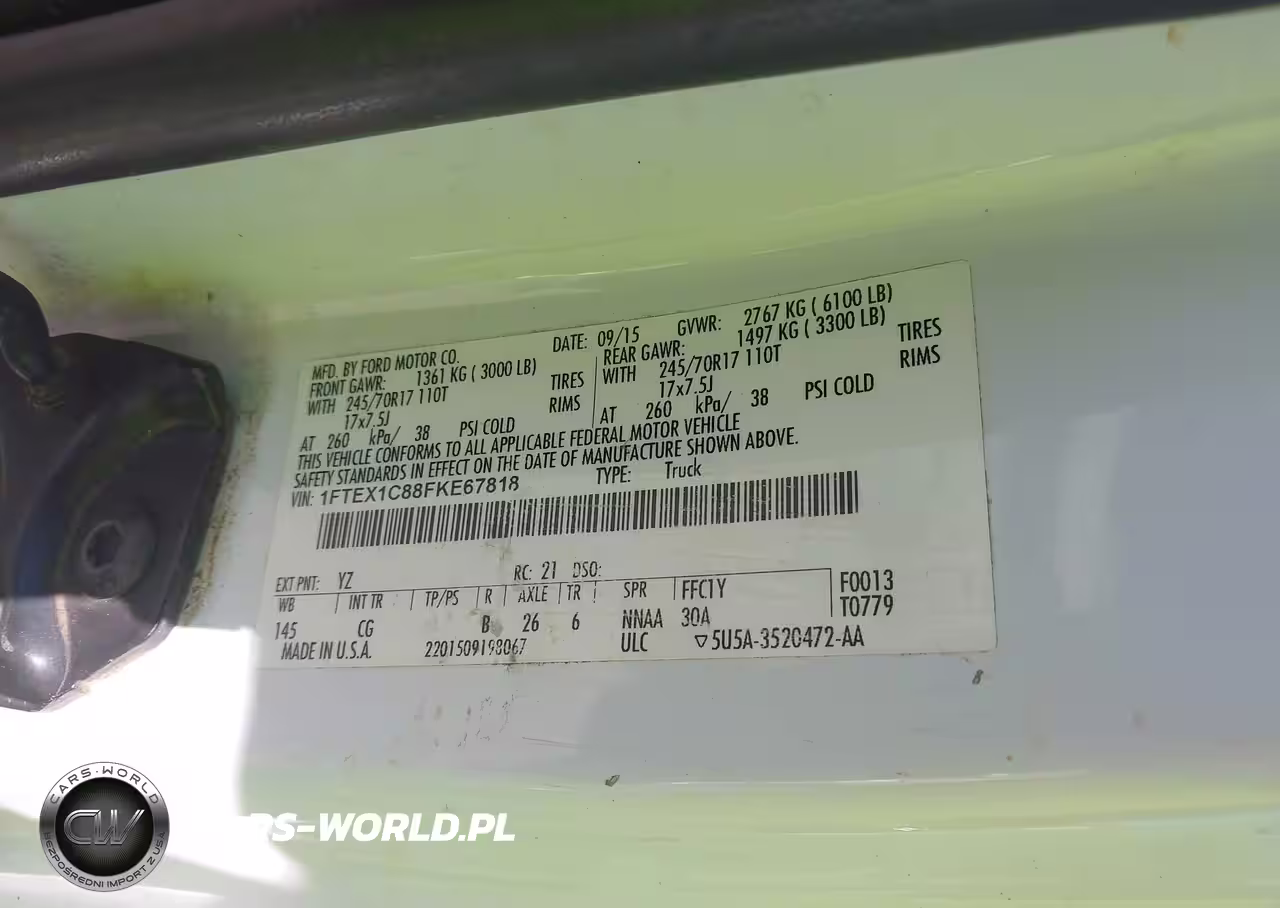 MFD. BY FORD MOTOR CO.
DATE: 09/15
GVWR: 2767 KG ( 6100 LB)
FRONT GAWR: 1361 KG ( 3000 LB)
REAR GAWR: 1497 KG ( 3300 LB)
WITH 245/70R17 110T TIRES
WITH 245/70R17 110T TIRES
17x7.5J RIMS
17x7.5J RIMS
AT 260 kPa/ 38 PSI COLD
AT 260 kPa/ 38 PSI COLD
THIS VEHICLE CONFORMS TO ALL APPLICABLE FEDERAL MOTOR VEHICLE
SAFETY STANDARDS IN EFFECT ON THE DATE OF MANUFACTURE SHOWN ABOVE.
VIN: 1FTEX1C88FKE67818
TYPE: Truck
EXT PNT: YZ RC: 21 DSO:
WB INT TR TP/PS R AXLE TR SPR FFC1Y F0013
145 CG B 26 6 NNAA 30A T0779
MADE IN U.S.A. 2201509198067 ULC ▽5U5A-3520472-AA
CARS-WORLD
CW
BEZPOŚREDNI IMPORT Z USA
RS-WORLD.PL